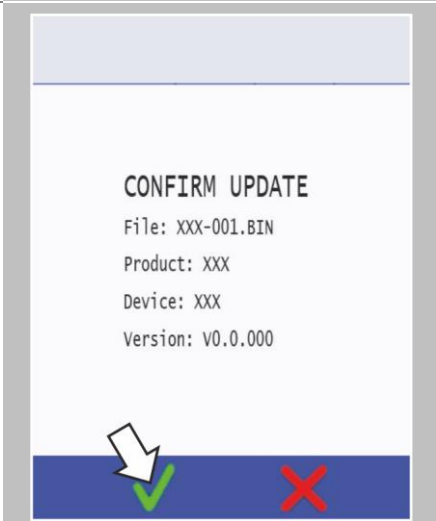 CONFIRM UPDATE
File: XXX-001.BIN
Product: XXX
Device: XXX
Version: V0.0.000